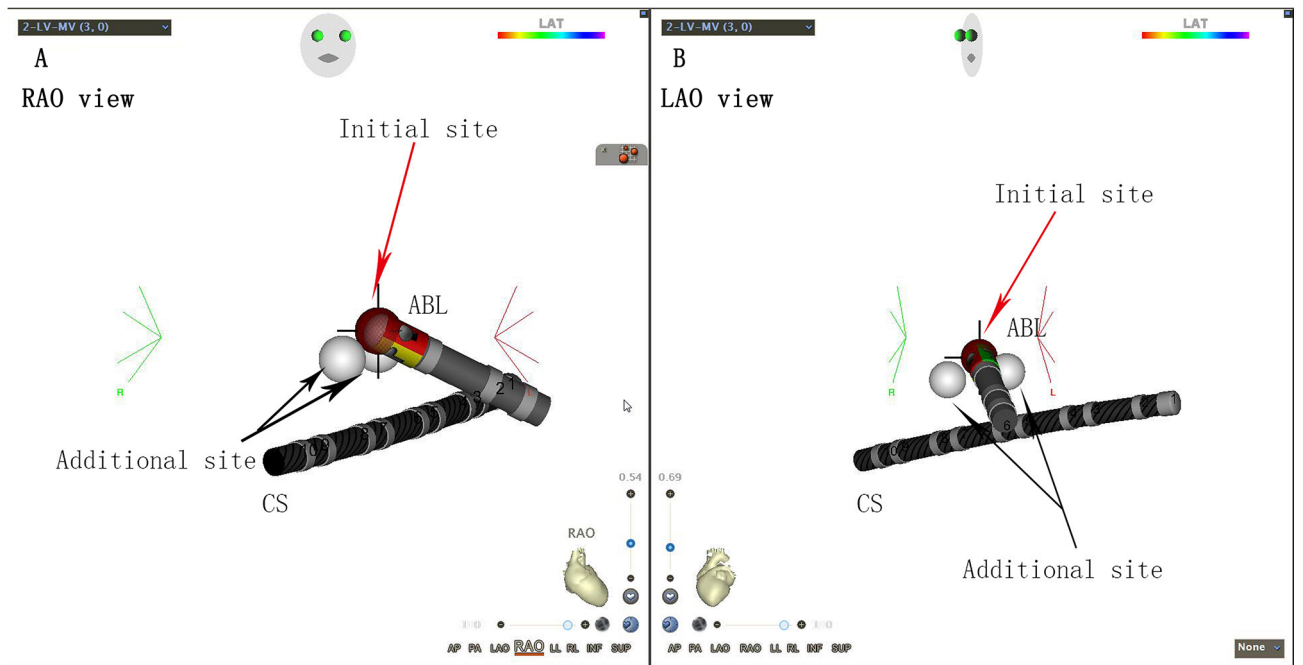 2-LV-MV (3, 0)
LAT
A
RAO view
Initial site
ABL
R
L
1
2
3
Additional site
CS
0.54
RAO
AP PA LAO RAO LL RL INF SUP
2-LV-MV (3, 0)
LAT
B
LAO view
Initial site
ABL
R
L
1
6
CS
Additional site
0.69
AP PA LAO RAO LL RL INF SUP
None